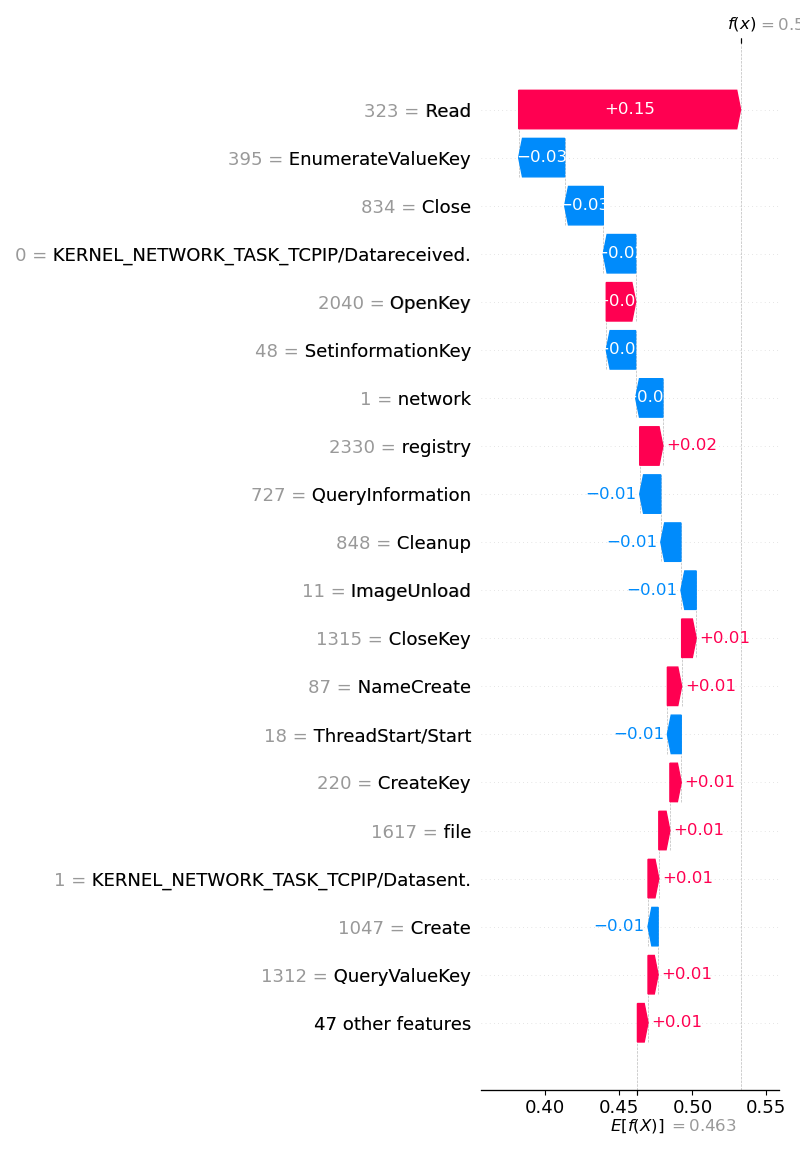 f(x) = 0.5
323 = Read
+0.15
395 = EnumerateValueKey
−0.03
834 = Close
−0.03
0 = KERNEL_NETWORK_TASK_TCPIP/Datareceived.
2040 = OpenKey
48 = SetinformationKey
1 = network
2330 = registry
+0.02
727 = QueryInformation
−0.01
848 = Cleanup
−0.01
11 = ImageUnload
−0.01
1315 = CloseKey
+0.01
87 = NameCreate
+0.01
18 = ThreadStart/Start
−0.01
220 = CreateKey
+0.01
1617 = file
+0.01
1 = KERNEL_NETWORK_TASK_TCPIP/Datasent.
+0.01
1047 = Create
−0.01
1312 = QueryValueKey
+0.01
47 other features
+0.01
0.40 0.45 0.50 0.55
E[f(X)] = 0.463